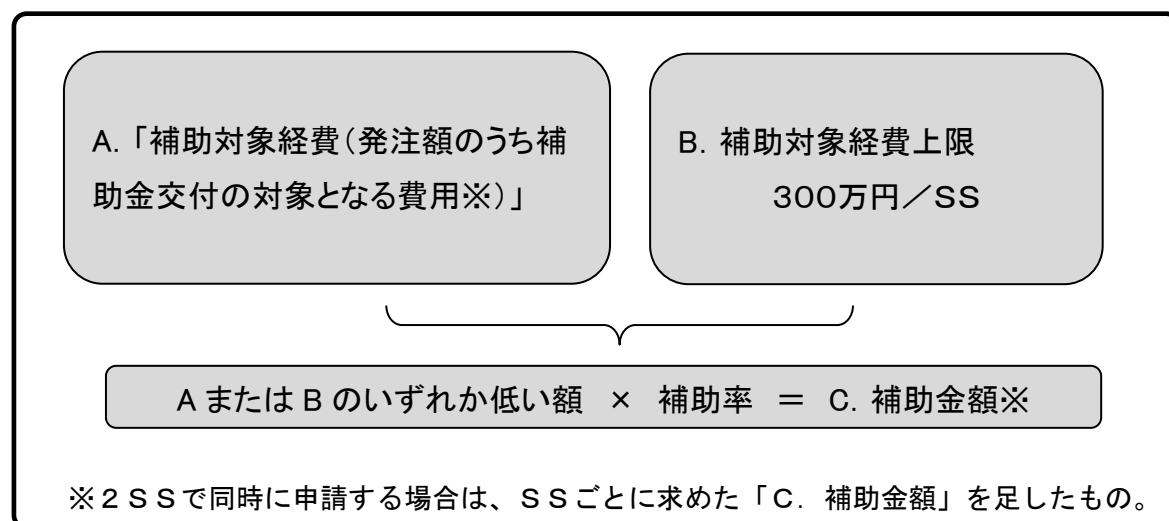 A. 「補助対象経費（発注額のうち補
助金交付の対象となる費用※）」
B. 補助対象経費上限
３００万円／SS
A または B のいずれか低い額 × 補助率 ＝ C. 補助金額※
※２ＳＳで同時に申請する場合は、ＳＳごとに求めた「Ｃ．補助金額」を足したもの。